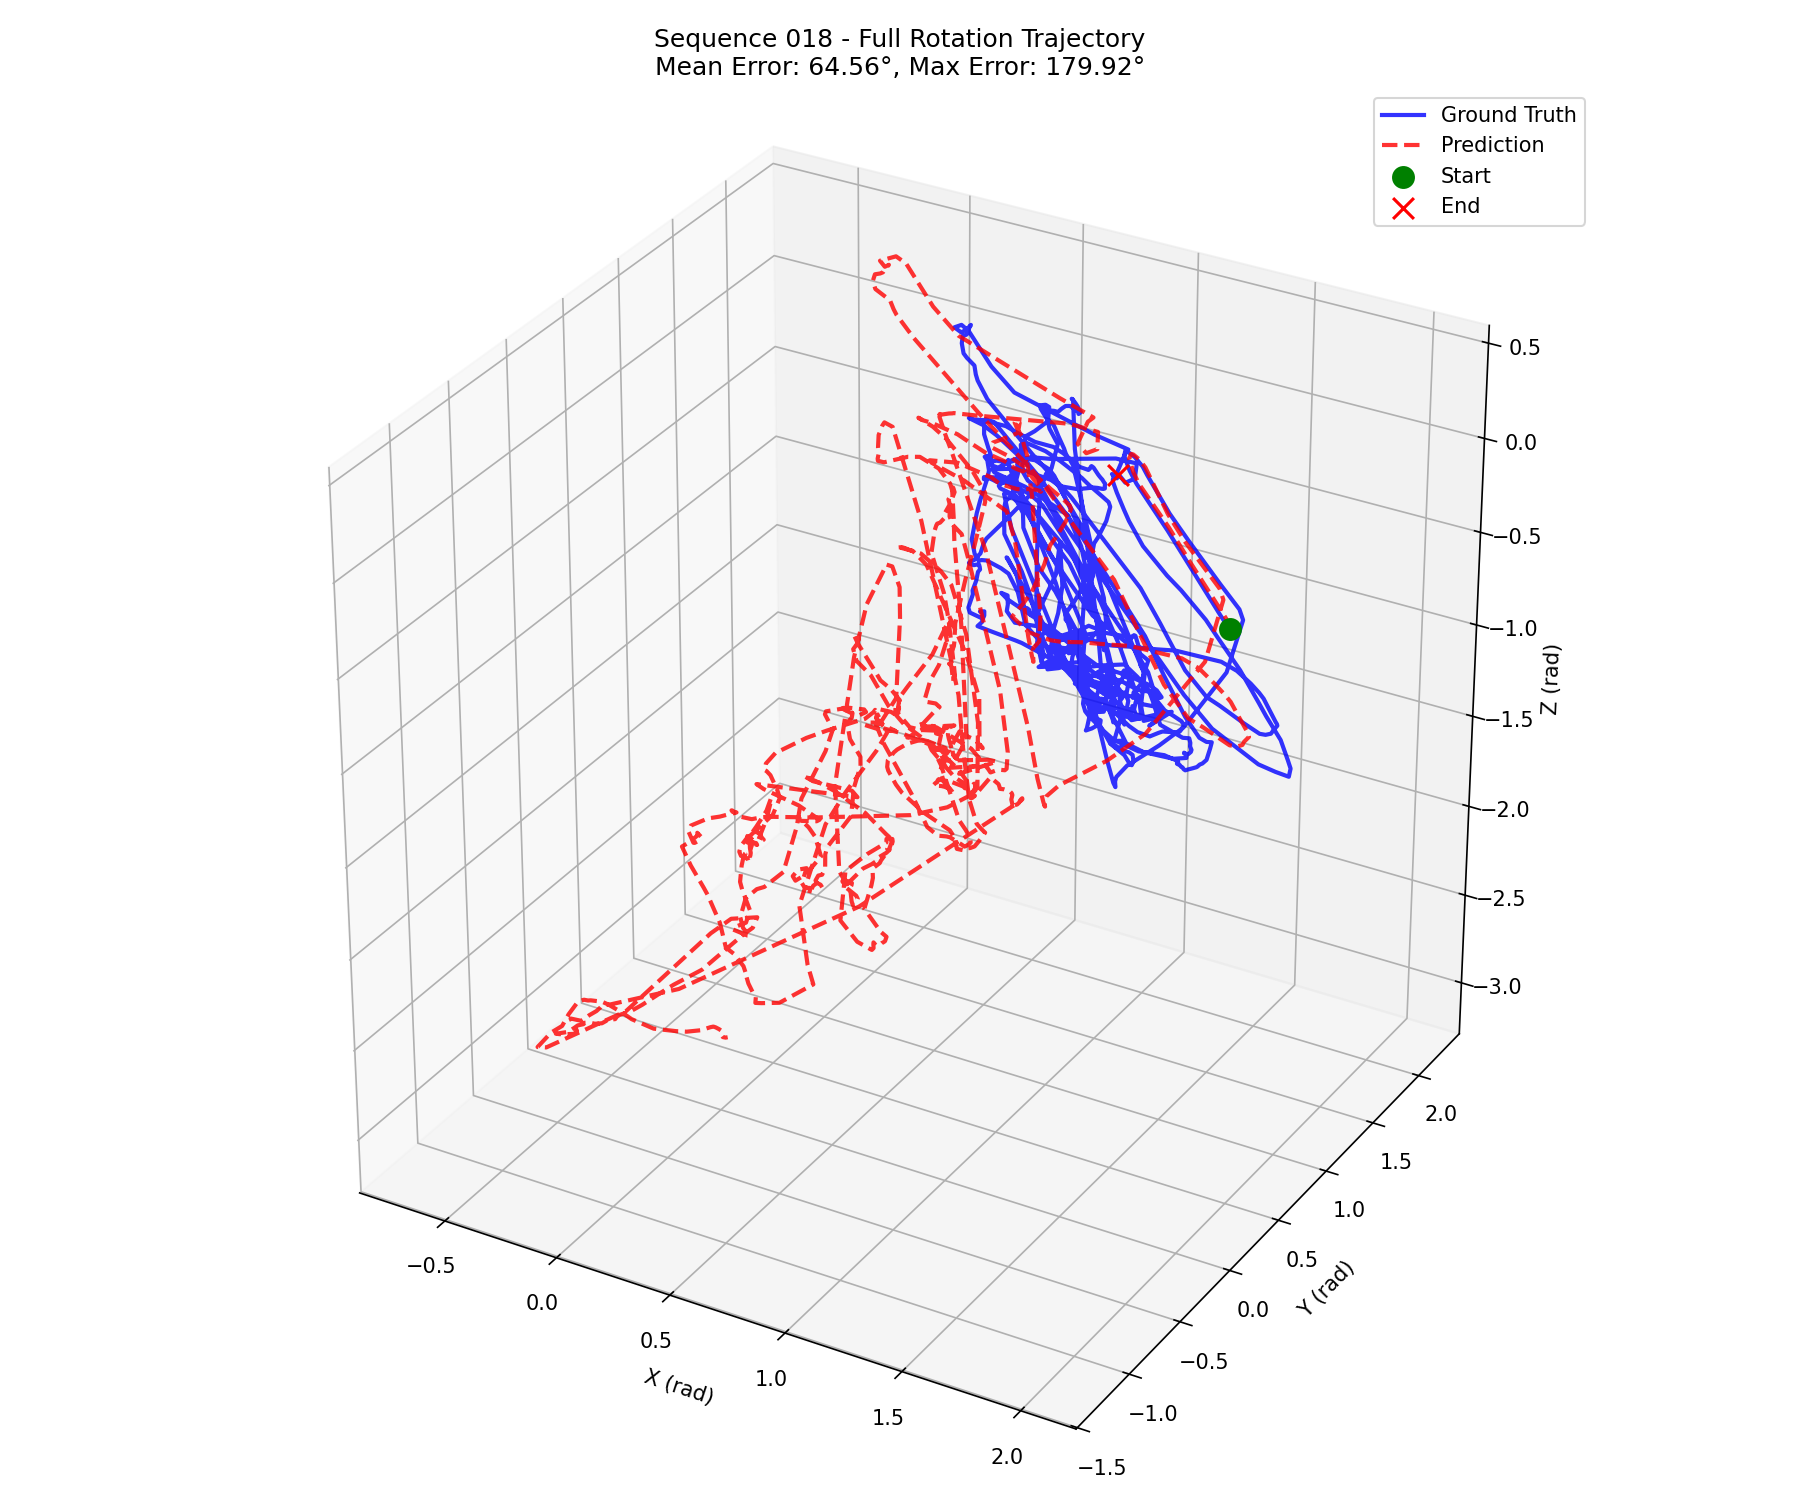 Sequence 018 - Full Rotation Trajectory
Mean Error: 64.56°, Max Error: 179.92°
Ground Truth
Prediction
Start
End
0.5
0.0
−0.5
−1.0
−1.5
−2.0
−2.5
−3.0
Z (rad)
2.0
1.5
1.0
0.5
0.0
−0.5
−1.0
−1.5
Y (rad)
−0.5
0.0
0.5
1.0
1.5
2.0
X (rad)